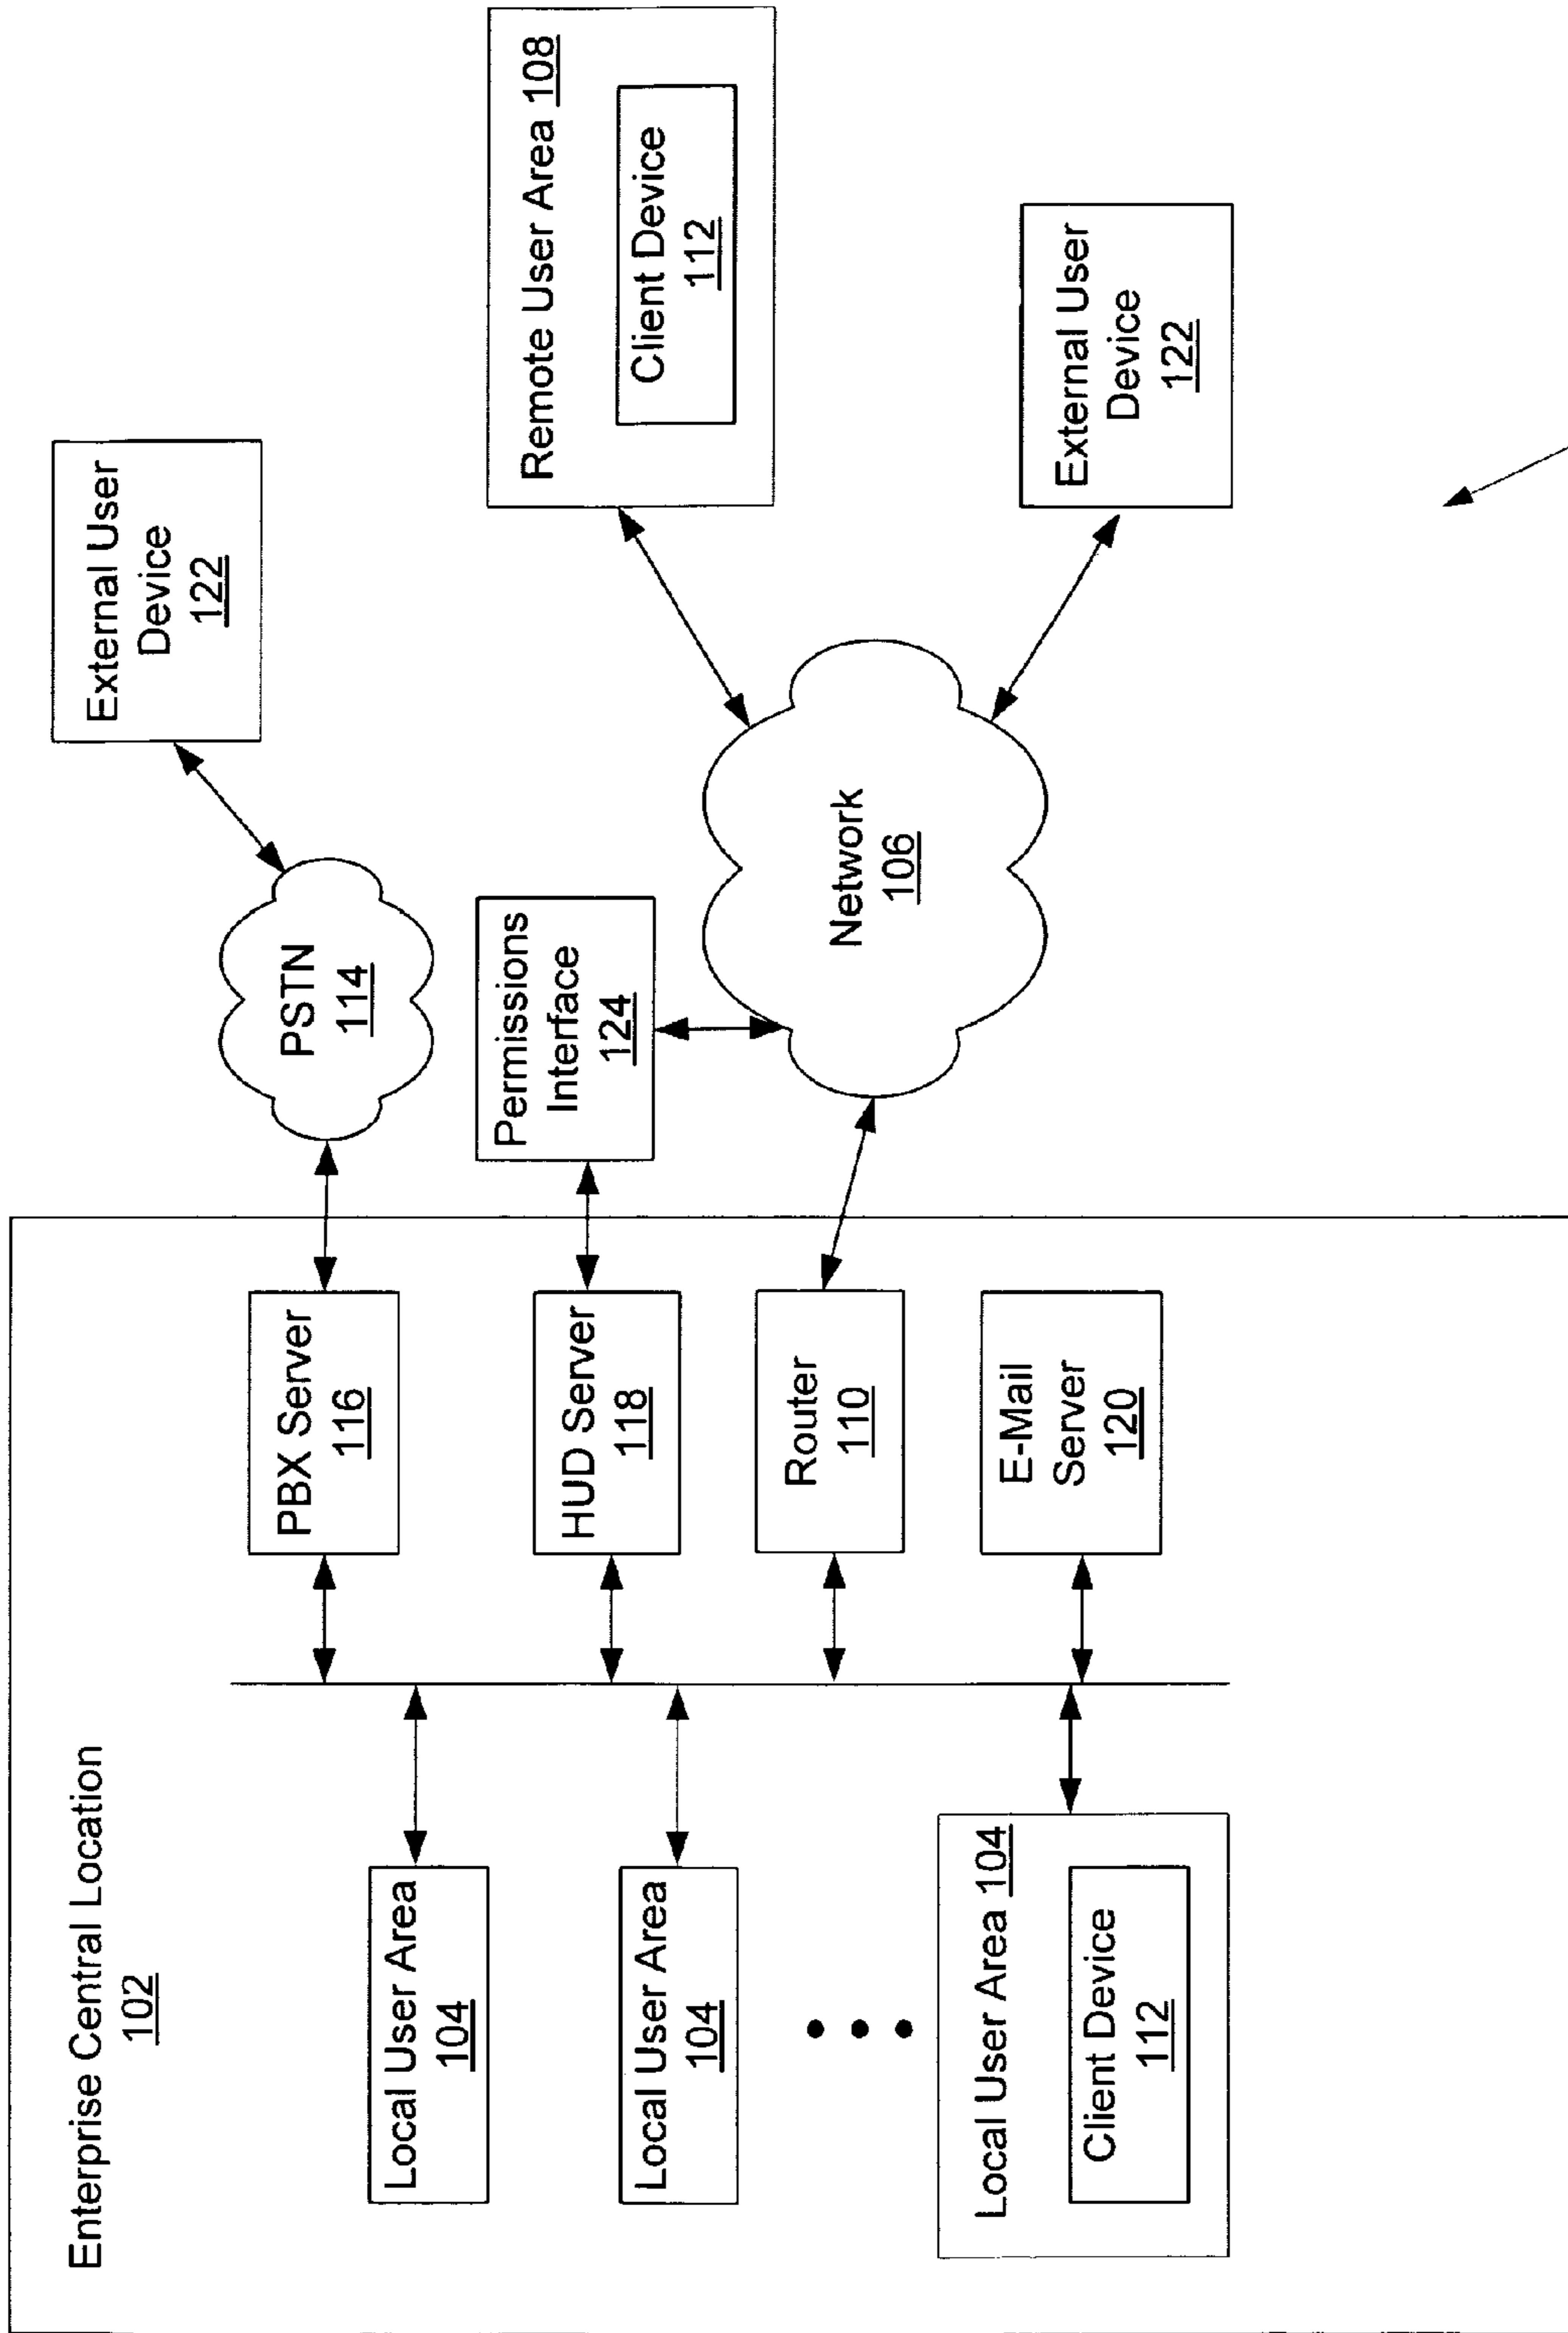 Enterprise Central Location
102
Local User Area
104
Local User Area
104
Local User Area 104
Client Device
112
PBX Server
116
HUD Server
118
Router
110
E-Mail
Server
120
PSTN
114
Permissions
Interface
124
Network
106
External User
Device
122
Remote User Area 108
Client Device
112
External User
Device
122